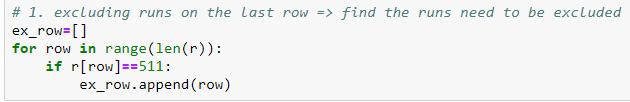 # 1. excluding runs on the last row => find the runs need to be excluded
ex_row=[]
for row in range(len(r)):
    if r[row]==511:
        ex_row.append(row)